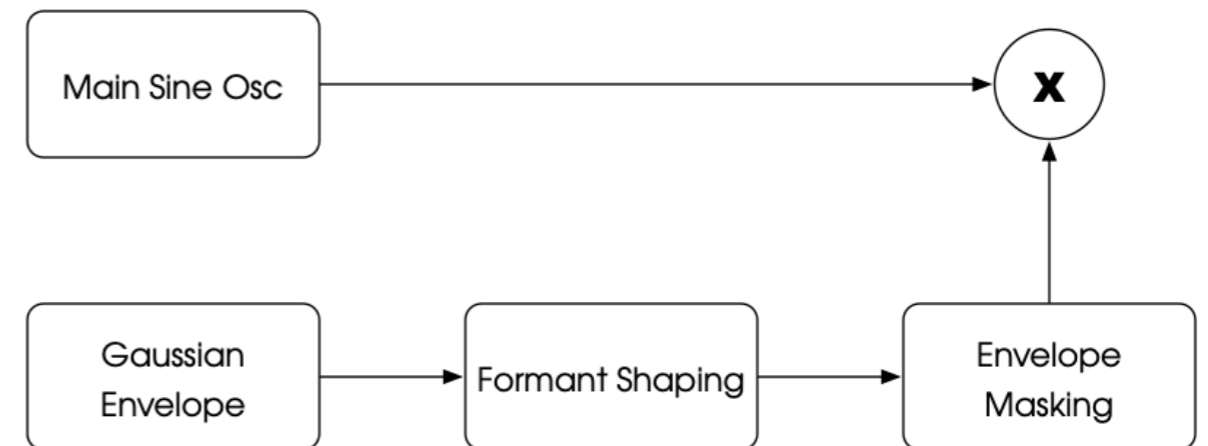 Main Sine Osc
x
Gaussian
Envelope
Formant Shaping
Envelope
Masking